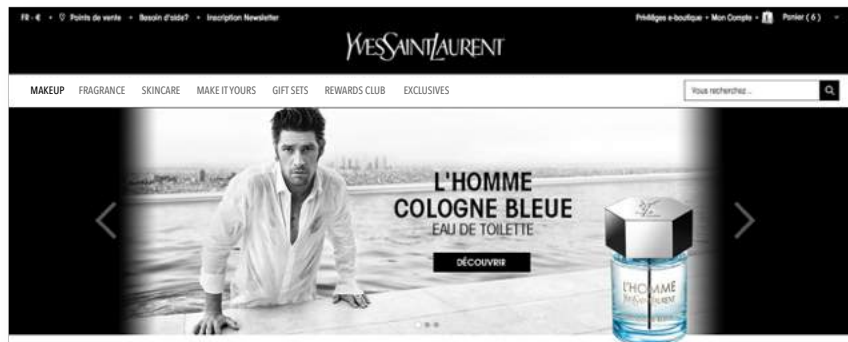 FR - € • Points de vente • Besoin d'aide? • Inscription Newsletter
Privilèges e-boutique • Mon Compte • Panier ( 6 )
YVESSAINTLAURENT
MAKEUP FRAGRANCE SKINCARE MAKE IT YOURS GIFT SETS REWARDS CLUB EXCLUSIVES
Vous recherchez ...
L'HOMME
COLOGNE BLEUE
EAU DE TOILETTE
DÉCOUVRIR
L'HOMME
YVESSAINTLAURENT